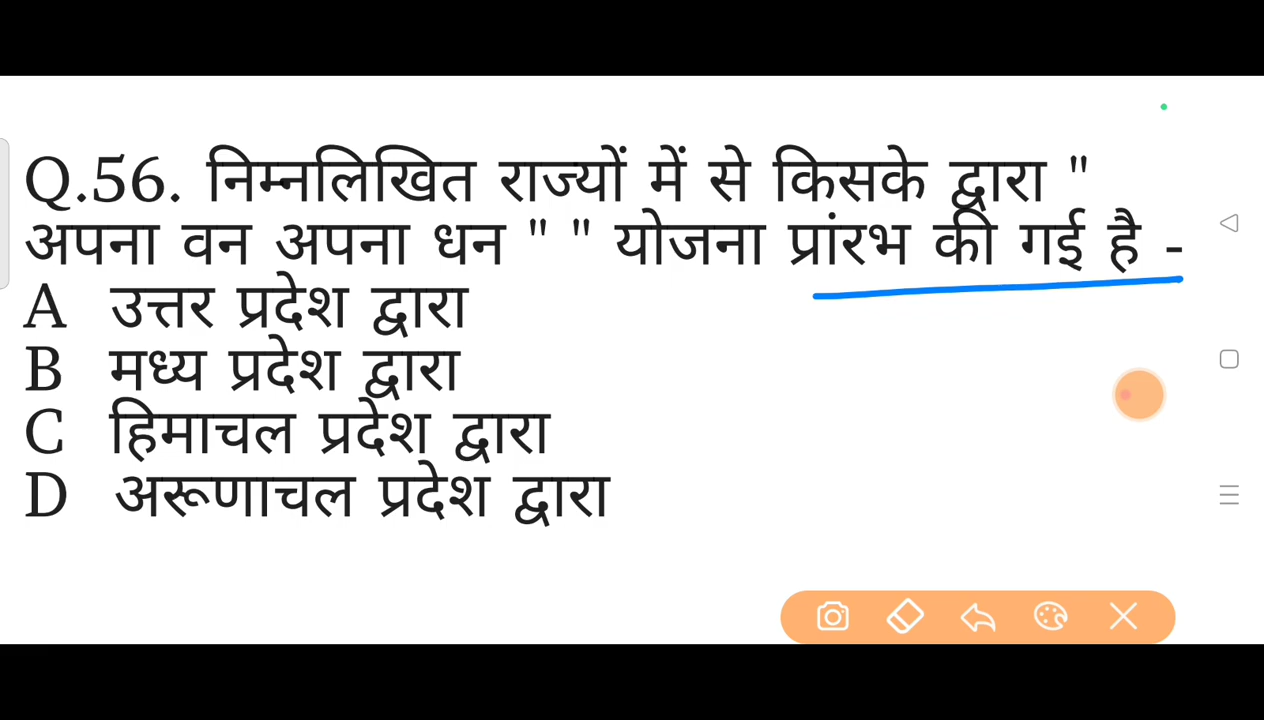 Q.56. निम्नलिखित राज्यों में से किसके द्वारा "
अपना वन अपना धन " " योजना प्रांरभ की गई है -
A उत्तर प्रदेश द्वारा
B मध्य प्रदेश द्वारा
C हिमाचल प्रदेश द्वारा
D अरूणाचल प्रदेश द्वारा